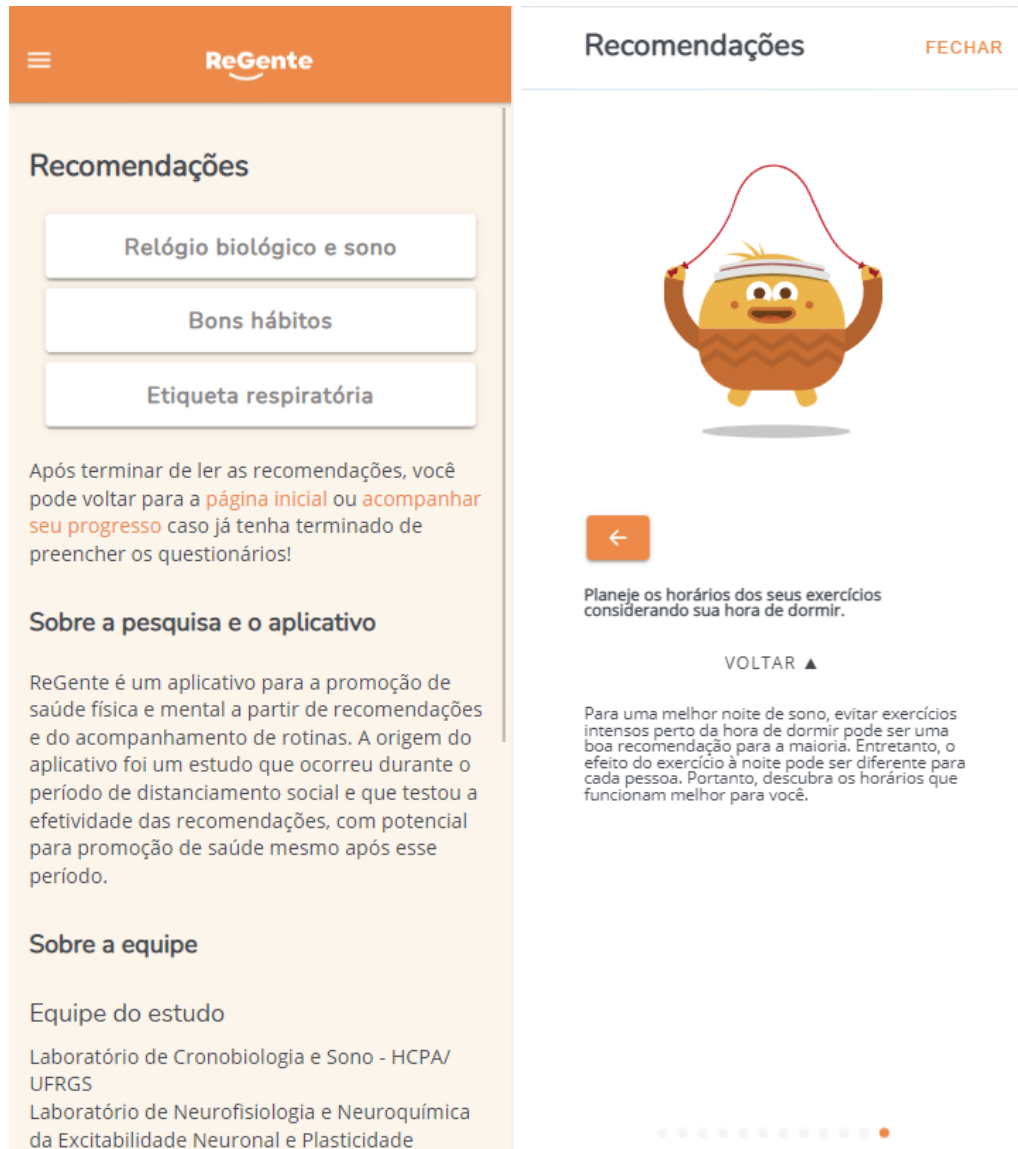 ReGente
Recomendações
Relógio biológico e sono
Bons hábitos
Etiqueta respiratória
Após terminar de ler as recomendações, você
pode voltar para a página inicial ou acompanhar
seu progresso caso já tenha terminado de
preencher os questionários!
Sobre a pesquisa e o aplicativo
ReGente é um aplicativo para a promoção de
saúde física e mental a partir de recomendações
e do acompanhamento de rotinas. A origem do
aplicativo foi um estudo que ocorreu durante o
período de distanciamento social e que testou a
efetividade das recomendações, com potencial
para promoção de saúde mesmo após esse
período.
Sobre a equipe
Equipe do estudo
Laboratório de Cronobiologia e Sono - HCPA/
UFRGS
Laboratório de Neurofisiologia e Neuroquímica
da Excitabilidade Neuronal e Plasticidade
Recomendações
FECHAR
Planeje os horários dos seus exercícios
considerando sua hora de dormir.
VOLTAR ▲
Para uma melhor noite de sono, evitar exercícios
intensos perto da hora de dormir pode ser uma
boa recomendação para a maioria. Entretanto, o
efeito do exercício à noite pode ser diferente para
cada pessoa. Portanto, descubra os horários que
funcionam melhor para você.